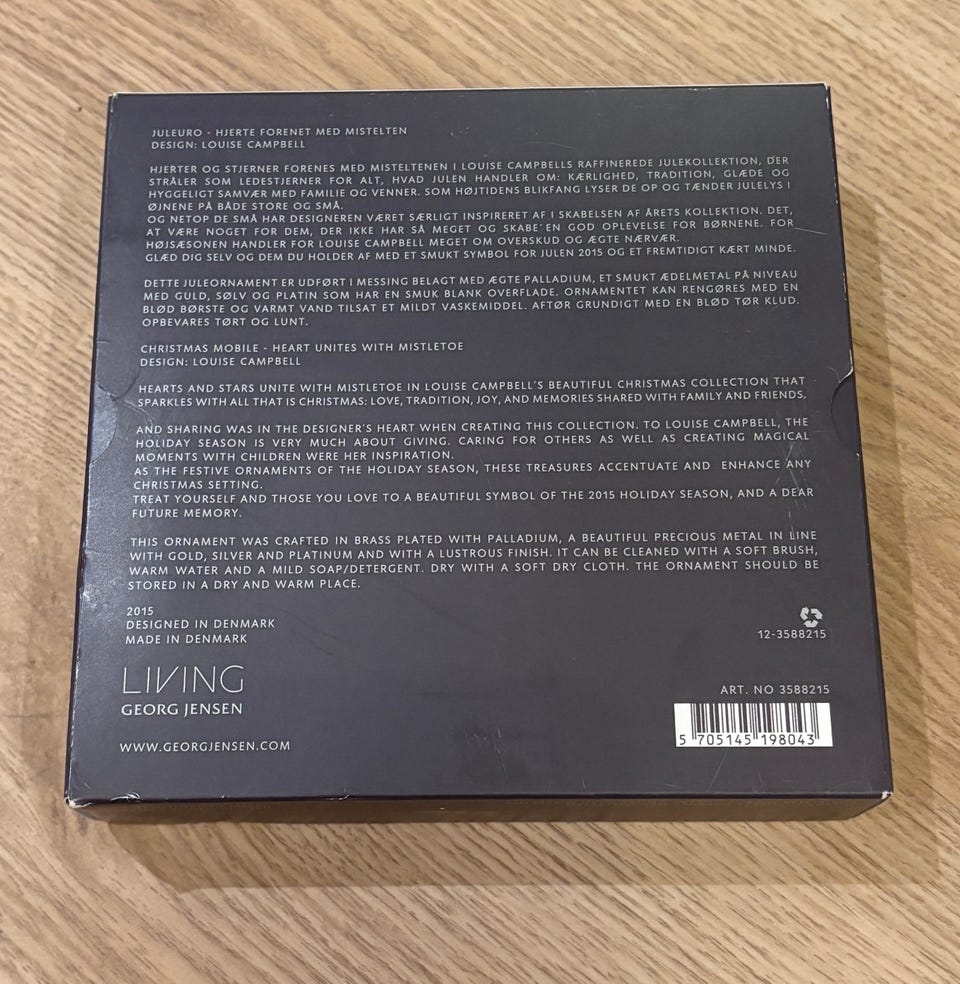 JULEURO - HJERTE FORENET MED MISTELTEN
DESIGN: LOUISE CAMPBELL
HJERTER OG STJERNER FORENES MED MISTELTENEN I LOUISE CAMPBELLS RAFFINEREDE JULEKOLLEKTION, DER
STRÅLER SOM LEDESTJERNER FOR ALT, HVAD JULEN HANDLER OM: KÆRLIGHED, TRADITION, GLÆDE OG
HYGGELIGT SAMVÆR MED FAMILIE OG VENNER. SOM HØJTIDENS BLIKFANG LYSER DE OP OG TÆNDER JULELYS I
ØJNENE PÅ BÅDE STORE OG SMÅ.
OG NETOP DE SMÅ HAR DESIGNEREN VÆRET SÆRLIGT INSPIRERET AF I SKABELSEN AF ÅRETS KOLLEKTION. DET,
AT VÆRE NOGET FOR DEM, DER IKKE HAR SÅ MEGET OG SKABE EN GOD OPLEVELSE FOR BØRNENE. FOR
HØJSÆSONEN HANDLER FOR LOUISE CAMPBELL MEGET OM OVERSKUD OG ÆGTE NÆRVÆR.
GLÆD DIG SELV OG DEM DU HOLDER AF MED ET SMUKT SYMBOL FOR JULEN 2015 OG ET FREMTIDIGT KÆRT MINDE.
DETTE JULEORNAMENT ER UDFØRT I MESSING BELAGT MED ÆGTE PALLADIUM, ET SMUKT ÆDELMETAL PÅ NIVEAU
MED GULD, SØLV OG PLATIN SOM HAR EN SMUK BLANK OVERFLADE. ORNAMENTET KAN RENGØRES MED EN
BLØD BØRSTE OG VARMT VAND TILSAT ET MILDT VASKEMIDDEL. AFTØR GRUNDIGT MED EN BLØD TØR KLUD.
OPBEVARES TØRT OG LUNT.
CHRISTMAS MOBILE - HEART UNITES WITH MISTLETOE
DESIGN: LOUISE CAMPBELL
HEARTS AND STARS UNITE WITH MISTLETOE IN LOUISE CAMPBELL'S BEAUTIFUL CHRISTMAS COLLECTION THAT
SPARKLES WITH ALL THAT IS CHRISTMAS: LOVE, TRADITION, JOY, AND MEMORIES SHARED WITH FAMILY AND FRIENDS.
AND SHARING WAS IN THE DESIGNER'S HEART WHEN CREATING THIS COLLECTION. TO LOUISE CAMPBELL, THE
HOLIDAY SEASON IS VERY MUCH ABOUT GIVING. CARING FOR OTHERS AS WELL AS CREATING MAGICAL
MOMENTS WITH CHILDREN WERE HER INSPIRATION.
AS THE FESTIVE ORNAMENTS OF THE HOLIDAY SEASON, THESE TREASURES ACCENTUATE AND ENHANCE ANY
CHRISTMAS SETTING.
TREAT YOURSELF AND THOSE YOU LOVE TO A BEAUTIFUL SYMBOL OF THE 2015 HOLIDAY SEASON, AND A DEAR
FUTURE MEMORY.
THIS ORNAMENT WAS CRAFTED IN BRASS PLATED WITH PALLADIUM, A BEAUTIFUL PRECIOUS METAL IN LINE
WITH GOLD, SILVER AND PLATINUM AND WITH A LUSTROUS FINISH. IT CAN BE CLEANED WITH A SOFT BRUSH,
WARM WATER AND A MILD SOAP/DETERGENT. DRY WITH A SOFT DRY CLOTH. THE ORNAMENT SHOULD BE
STORED IN A DRY AND WARM PLACE.
2015
DESIGNED IN DENMARK
MADE IN DENMARK
12-3588215
LIVING
GEORG JENSEN
WWW.GEORGJENSEN.COM
ART. NO 3588215
5 705145 198043